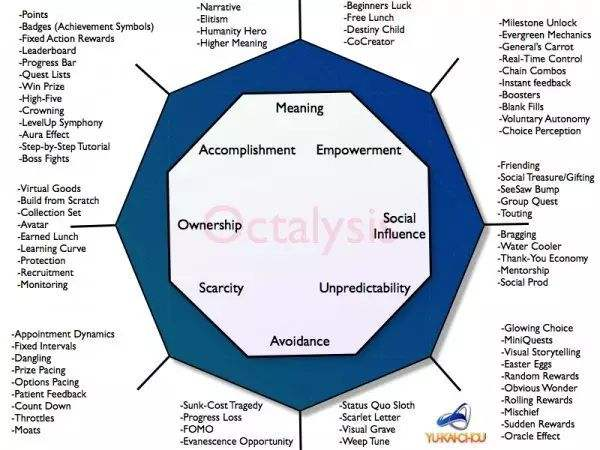 -Points
-Badges (Achievement Symbols)
-Fixed Action Rewards
-Leaderboard
-Progress Bar
-Quest Lists
-Win Prize
-High-Five
-Crowning
-LevelUp Symphony
-Aura Effect
-Step-by-Step Tutorial
-Boss Fights
-Narrative
-Elitism
-Humanity Hero
-Higher Meaning
-Beginners Luck
-Free Lunch
-Destiny Child
-CoCreator
-Milestone Unlock
-Evergreen Mechanics
-General's Carrot
-Real-Time Control
-Chain Combos
-Instant feedback
-Boosters
-Blank Fills
-Voluntary Autonomy
-Choice Perception
Meaning
Accomplishment
Empowerment
Ownership
Octalysis
Social
Influence
Scarcity
Unpredictability
Avoidance
-Virtual Goods
-Build from Scratch
-Collection Set
-Avatar
-Earned Lunch
-Learning Curve
-Protection
-Recruitment
-Monitoring
-Friending
-Social Treasure/Gifting
-SeeSaw Bump
-Group Quest
-Touting
-Bragging
-Water Cooler
-Thank-You Economy
-Mentorship
-Social Prod
-Appointment Dynamics
-Fixed Intervals
-Dangling
-Prize Pacing
-Options Pacing
-Patient Feedback
-Count Down
-Throttles
-Moats
-Sunk-Cost Tragedy
-Progress Loss
-FOMO
-Evanescence Opportunity
-Status Quo Sloth
-Scarlet Letter
-Visual Grave
-Weep Tune
YU-KAI CHOU
-Glowing Choice
-MiniQuests
-Visual Storytelling
-Easter Eggs
-Random Rewards
-Obvious Wonder
-Rolling Rewards
-Mischief
-Sudden Rewards
-Oracle Effect